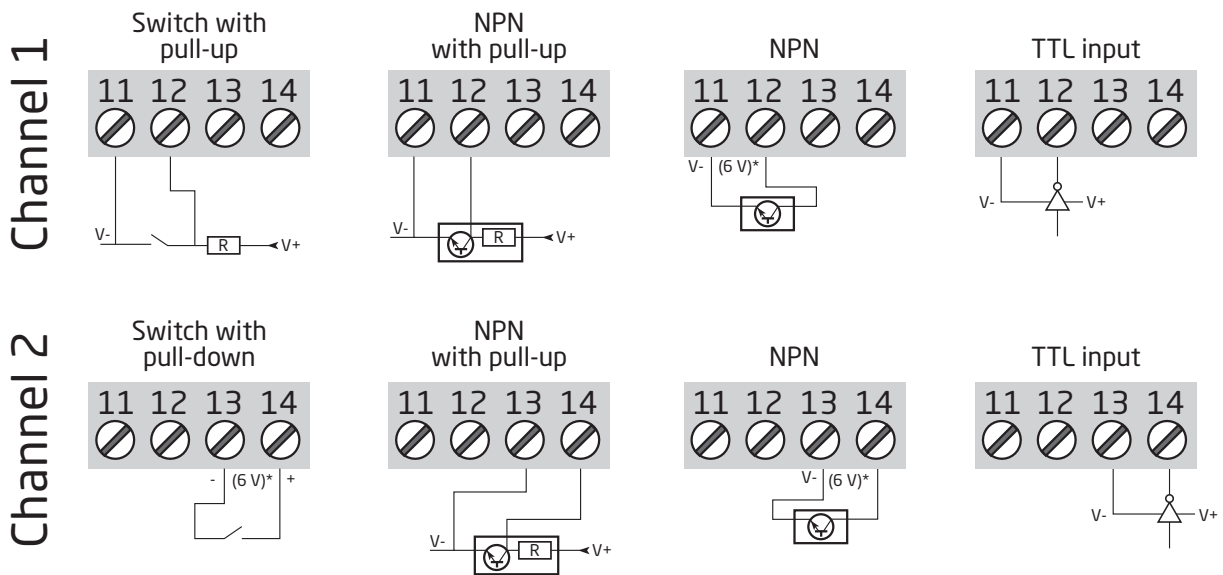 Channel 1
Switch with
pull-up
11 12 13 14
V-
R
V+
NPN
with pull-up
11 12 13 14
V-
R
V+
NPN
11 12 13 14
V- (6 V)*
TTL input
11 12 13 14
V-
V+
Channel 2
Switch with
pull-down
11 12 13 14
- (6 V)* +
NPN
with pull-up
11 12 13 14
V-
R
V+
NPN
11 12 13 14
V- (6 V)*
TTL input
11 12 13 14
V-
V+